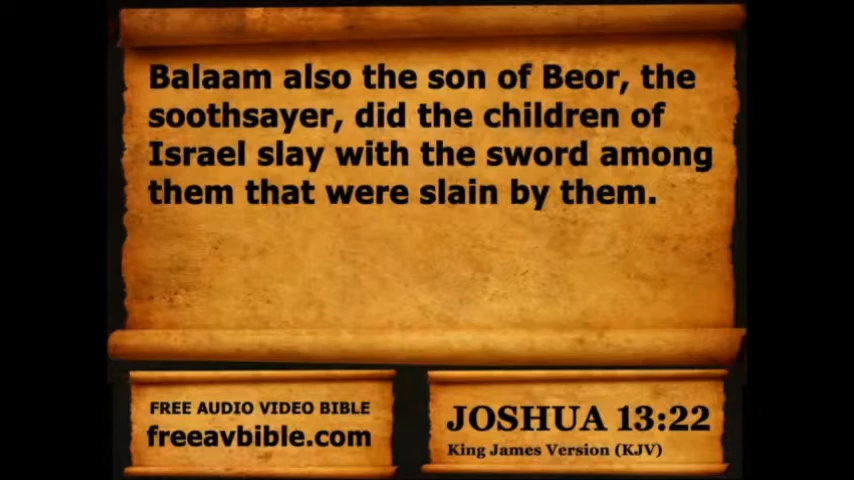 Balaam also the son of Beor, the
soothsayer, did the children of
Israel slay with the sword among
them that were slain by them.
FREE AUDIO VIDEO BIBLE
freeavbible.com
JOSHUA 13:22
King James Version (KJV)